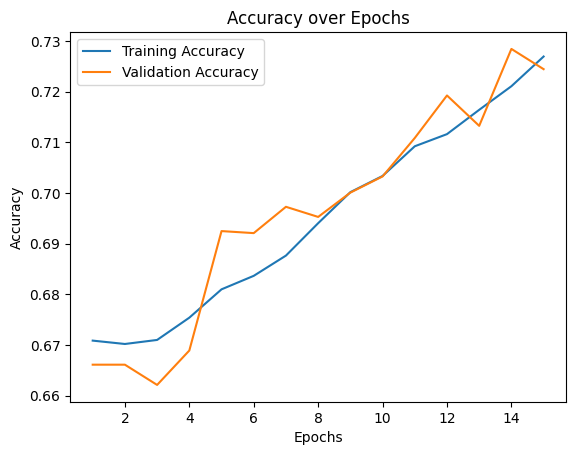 Accuracy over Epochs
Training Accuracy
Validation Accuracy
0.73
0.72
0.71
0.70
0.69
0.68
0.67
0.66
Accuracy
2 4 6 8 10 12 14
Epochs